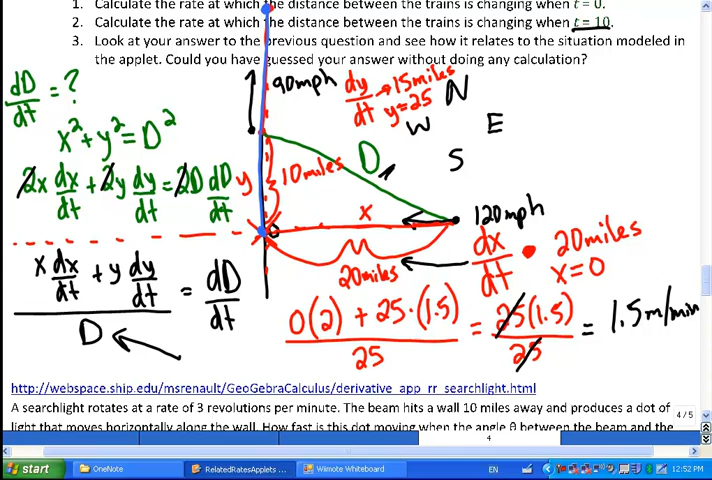 1. Calculate the rate at which the distance between the trains is changing when t = 0.
2. Calculate the rate at which the distance between the trains is changing when t = 10.
3. Look at your answer to the previous question and see how it relates to the situation modeled in
the applet. Could you have guessed your answer without doing any calculation?
dD/dt = ?
90mph
dy/dt → 15miles
y=25
N
W E
S
x² + y² = D²
2x dx/dt + 2y dy/dt = 2D dD/dt
y
10miles
D
x
120mph
20miles
dx/dt • 20miles
x=0
(x dx/dt + y dy/dt)/D = dD/dt
(0(2) + 25·(1.5))/25 = 25(1.5)/25 = 1.5m/min
http://webspace.ship.edu/msrenault/GeoGebraCalculus/derivative_app_rr_searchlight.html
A searchlight rotates at a rate of 3 revolutions per minute. The beam hits a wall 10 miles away and produces a dot of
light that moves horizontally along the wall. How fast is this dot moving when the angle θ between the beam and the
4 / 5
4
start
OneNote
RelatedRatesApplets ...
Wiimote Whiteboard
EN
12:52 PM